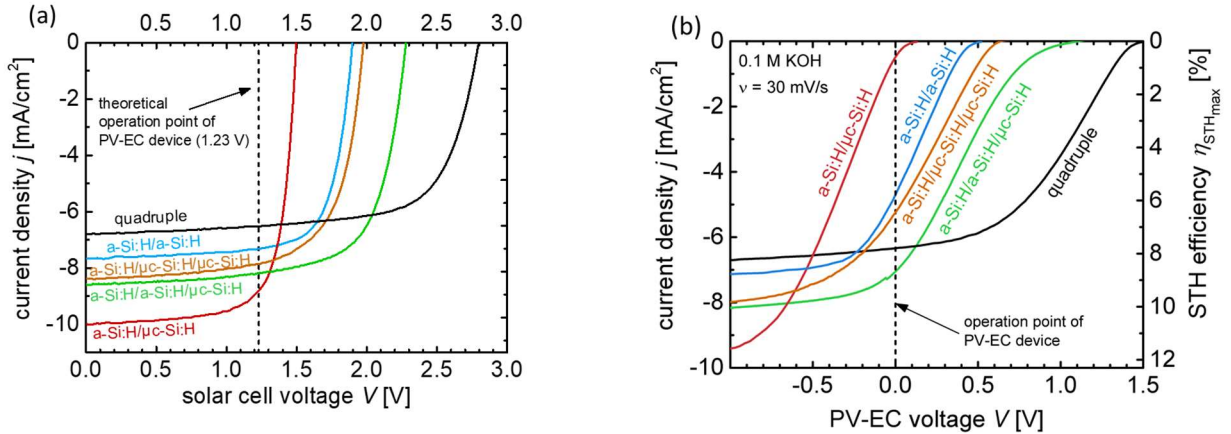 (a)
0.5 1.0 1.5 2.0 2.5 3.0
0
-2
-4
-6
-8
-10
current density j [mA/cm²]
theoretical
operation point of
PV-EC device (1.23 V)
quadruple
a-Si:H/a-Si:H
a-Si:H/µc-Si:H/µc-Si:H
a-Si:H/a-Si:H/µc-Si:H
a-Si:H/µc-Si:H
0.0 0.5 1.0 1.5 2.0 2.5 3.0
solar cell voltage V [V]
(b)
0
-2
-4
-6
-8
-10
current density j [mA/cm²]
0.1 M KOH
ν = 30 mV/s
a-Si:H/µc-Si:H
a-Si:H/a-Si:H
a-Si:H/µc-Si:H/µc-Si:H
a-Si:H/a-Si:H/µc-Si:H
quadruple
operation point of
PV-EC device
-0.5 0.0 0.5 1.0 1.5
PV-EC voltage V [V]
0
2
4
6
8
10
12
STH efficiency ηSTHmax [%]